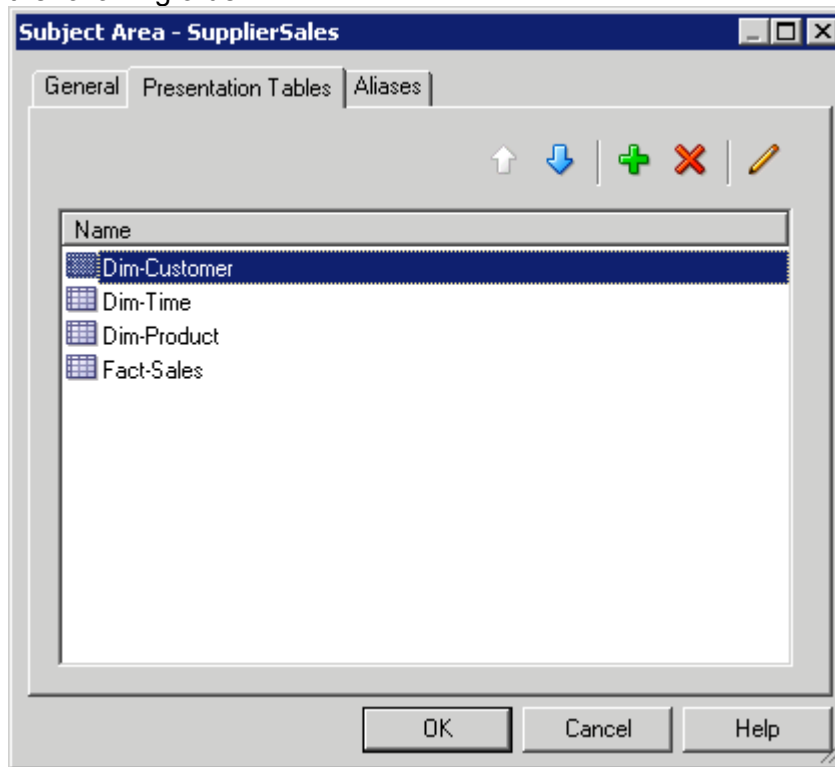 Subject Area - SupplierSales
General Presentation Tables Aliases
Name
Dim-Customer
Dim-Time
Dim-Product
Fact-Sales
OK Cancel Help